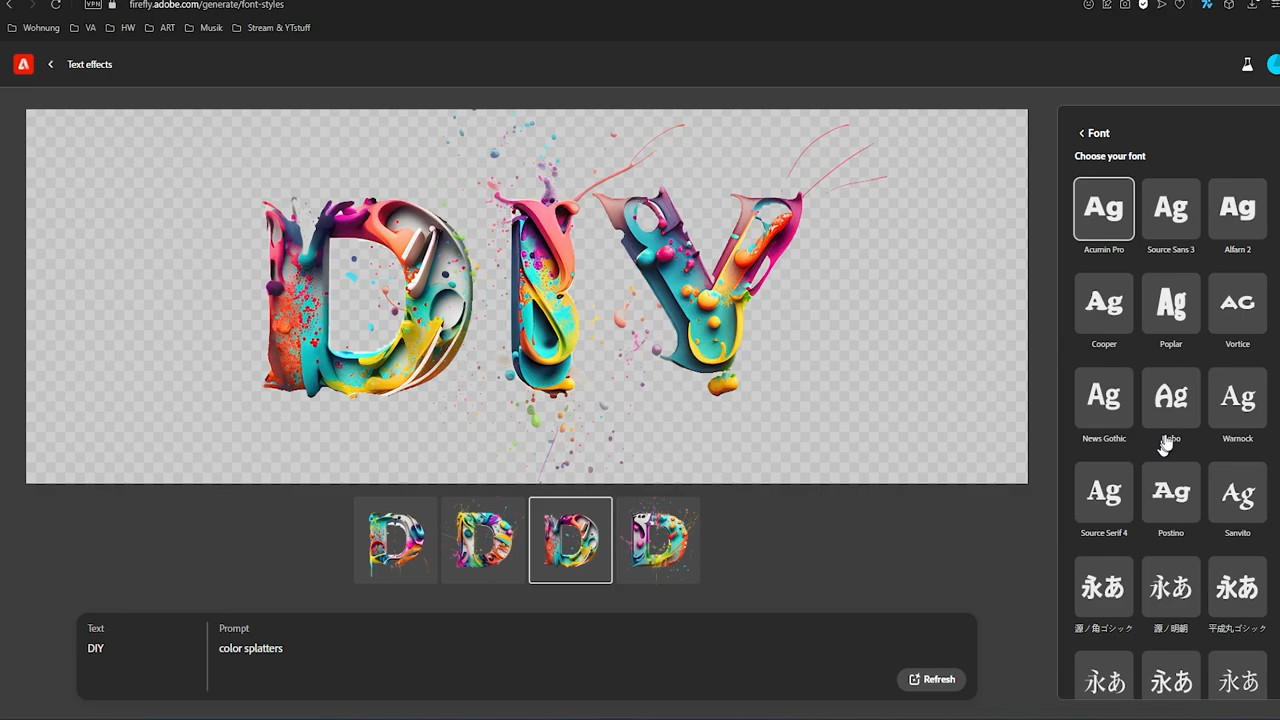 VPN
firefly.adobe.com/generate/font-styles
Wohnung VA HW ART Musik Stream & YTstuff
Text effects
DIY
D D D D
Text
DIY
Prompt
color splatters
Refresh
Font
Choose your font
Ag Ag Ag
Acumin Pro Source Sans 3 Alfarn 2
Ag Ag AG
Cooper Poplar Vortice
Ag Ag Ag
News Gothic Warnock
Ag Ag Ag
Source Serif 4 Postino Sanvito
永あ 永あ 永あ
源ノ角ゴシック 源ノ明朝 平成丸ゴシック
永あ 永あ 永あ